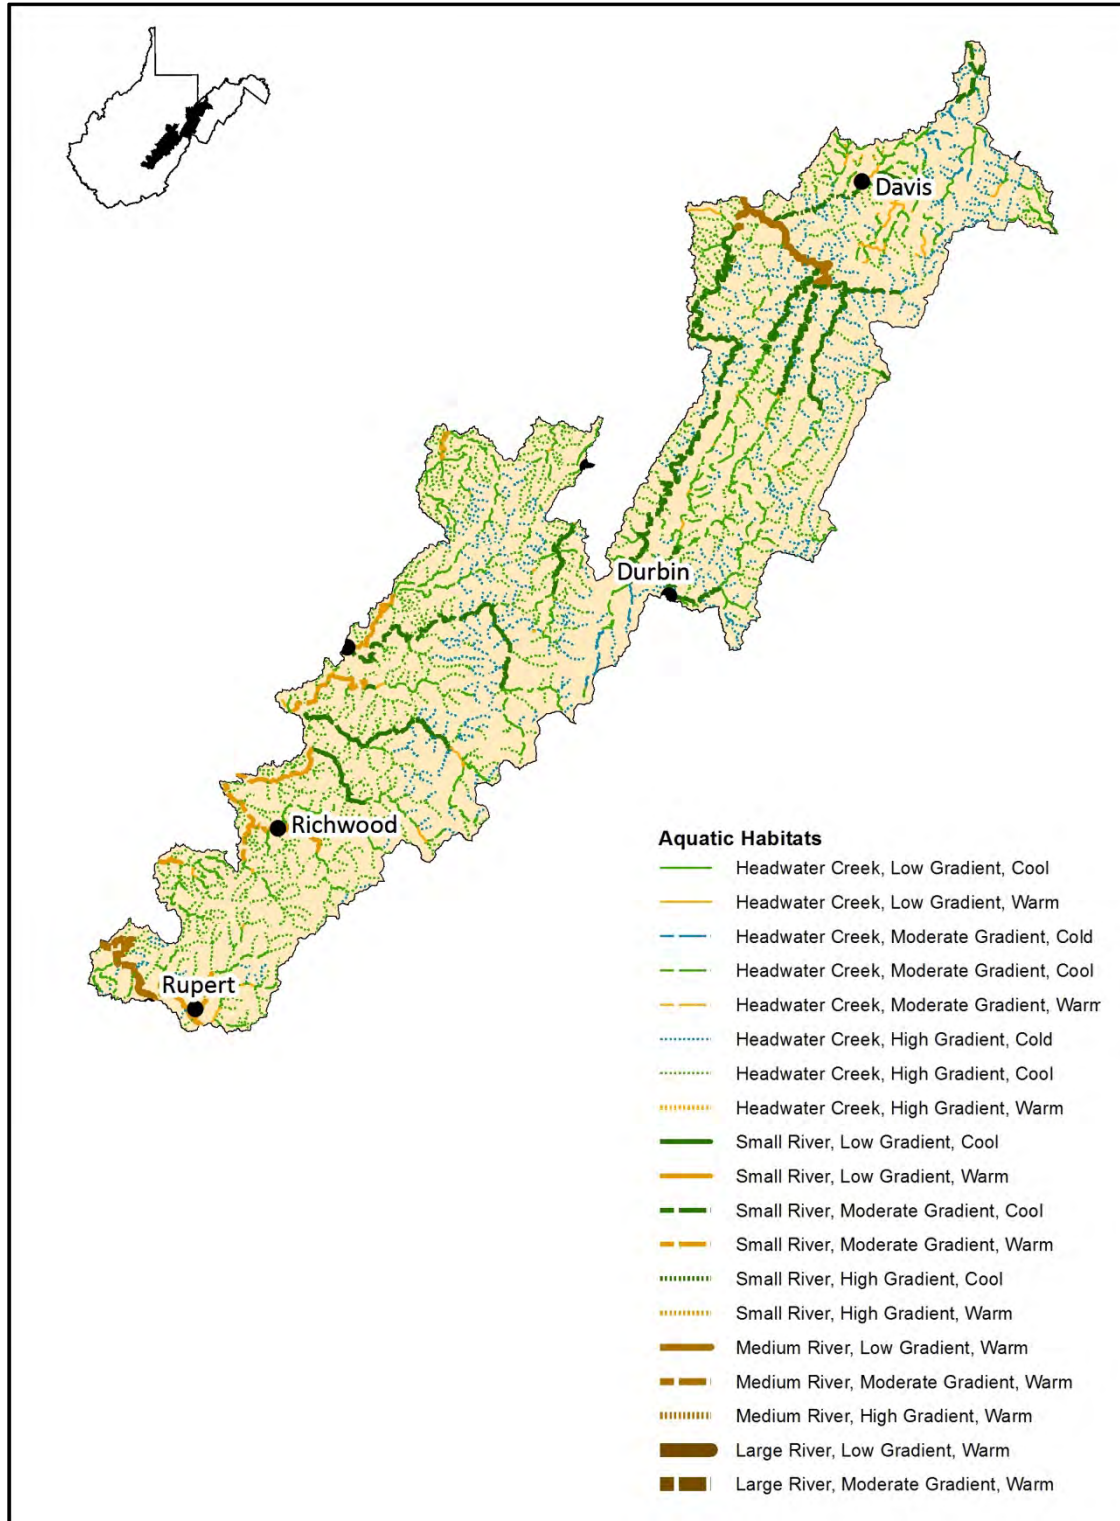 Davis
Durbin
Richwood
Rupert
Aquatic Habitats
Headwater Creek, Low Gradient, Cool
Headwater Creek, Low Gradient, Warm
Headwater Creek, Moderate Gradient, Cold
Headwater Creek, Moderate Gradient, Cool
Headwater Creek, Moderate Gradient, Warm
Headwater Creek, High Gradient, Cold
Headwater Creek, High Gradient, Cool
Headwater Creek, High Gradient, Warm
Small River, Low Gradient, Cool
Small River, Low Gradient, Warm
Small River, Moderate Gradient, Cool
Small River, Moderate Gradient, Warm
Small River, High Gradient, Cool
Small River, High Gradient, Warm
Medium River, Low Gradient, Warm
Medium River, Moderate Gradient, Warm
Medium River, High Gradient, Warm
Large River, Low Gradient, Warm
Large River, Moderate Gradient, Warm